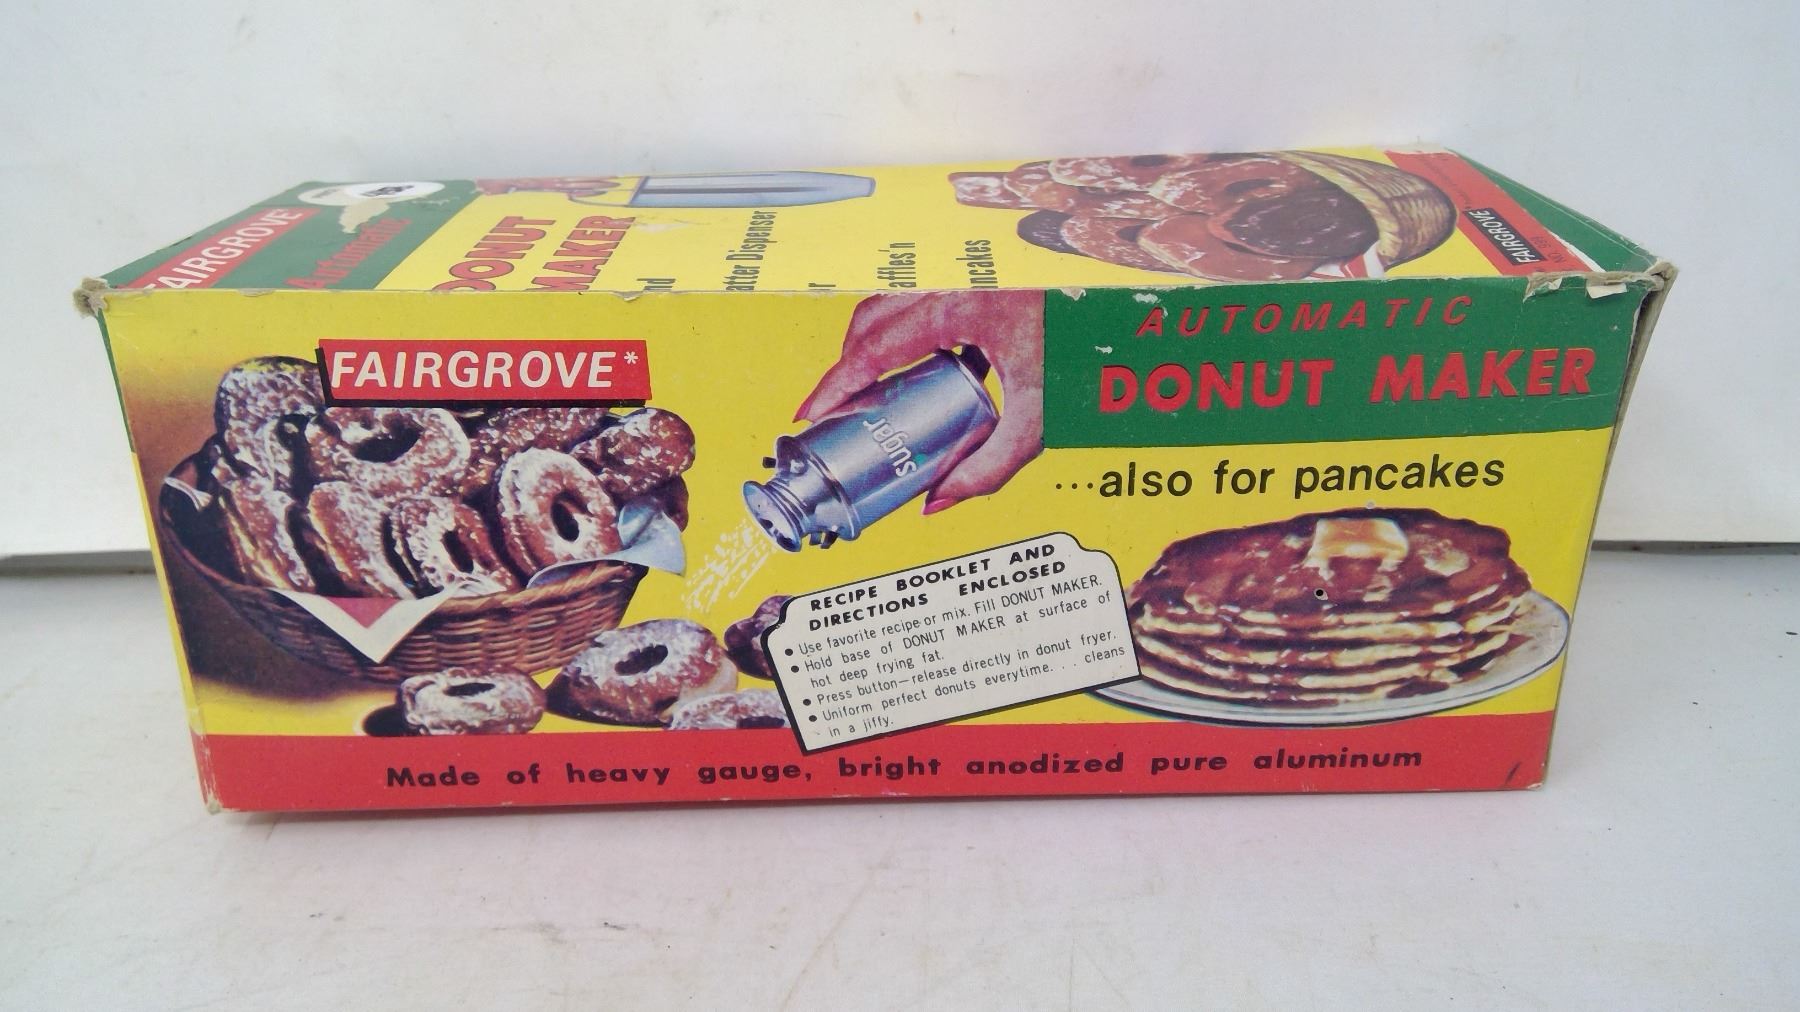 FAIRGROVE
Automatic
DONUT
MAKER
Dispenser
FAIRGROVE
NO. 999
FAIRGROVE*
sugar
AUTOMATIC
DONUT MAKER
...also for pancakes
RECIPE BOOKLET AND
DIRECTIONS ENCLOSED
• Use favorite recipe or mix. Fill DONUT MAKER.
• Hold base of DONUT MAKER at surface of
hot deep frying fat.
• Press button—release directly in donut fryer.
• Uniform perfect donuts everytime. . . cleans
in a jiffy.
Made of heavy gauge, bright anodized pure aluminum